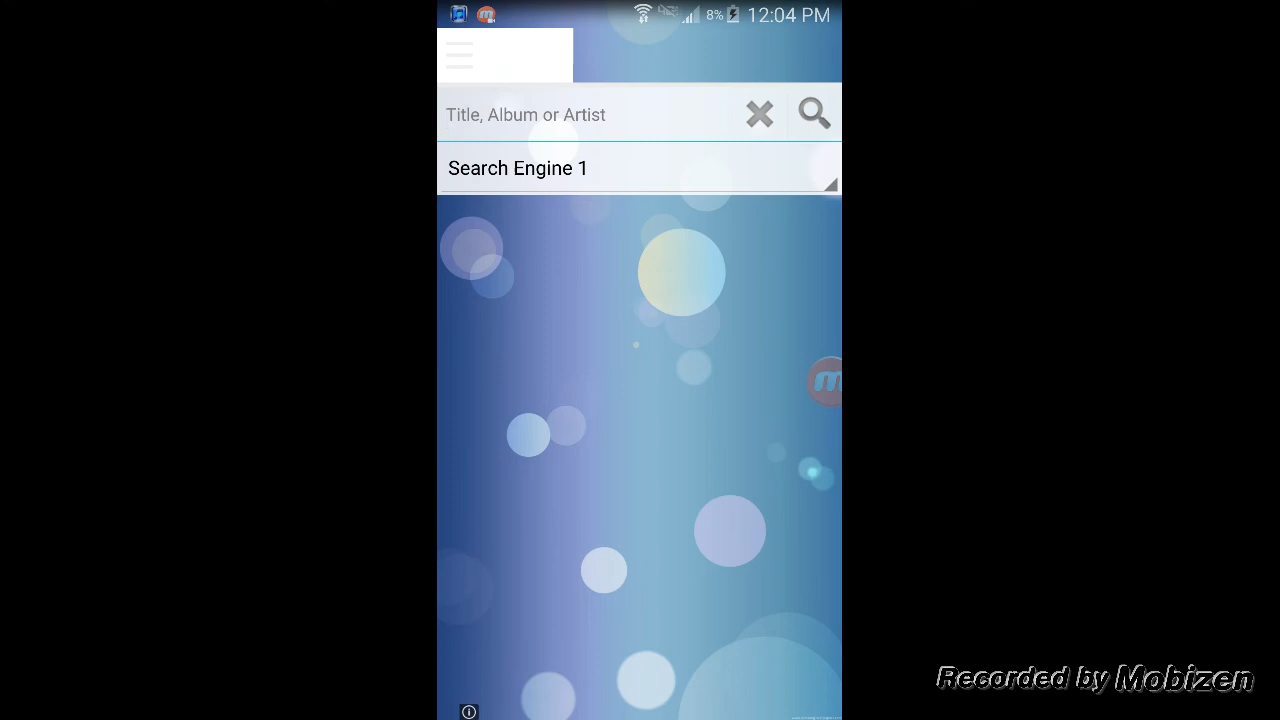 8% 12:04 PM
Title, Album or Artist
Search Engine 1
m
Recorded by Mobizen